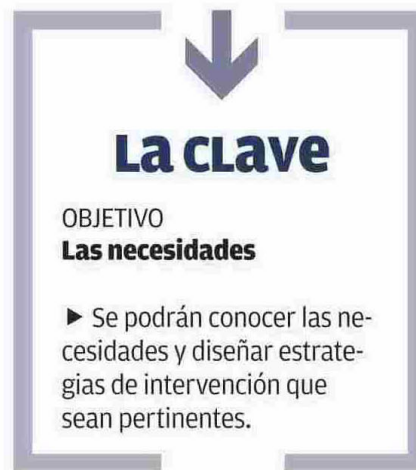 La clave
OBJETIVO
Las necesidades
▶ Se podrán conocer las ne-
cesidades y diseñar estrate-
gias de intervención que
sean pertinentes.